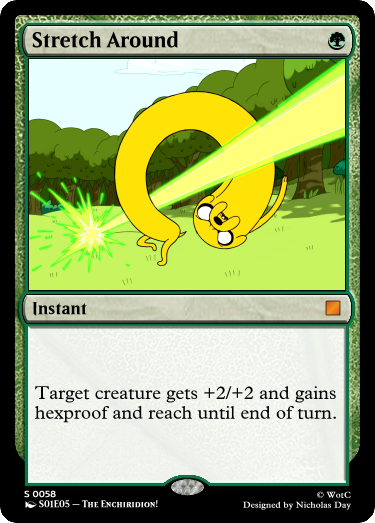 Stretch Around
Instant
Target creature gets +2/+2 and gains
hexproof and reach until end of turn.
S 0058
© WotC
S01E05 — The Enchiridion!
Designed by Nicholas Day